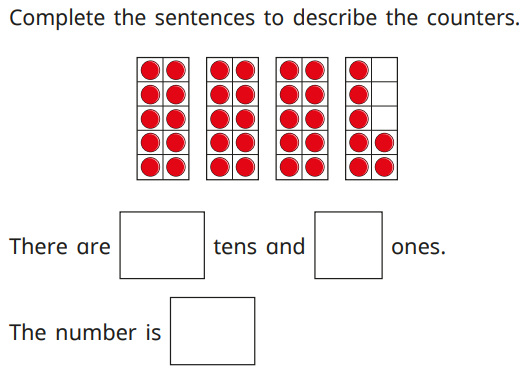 Complete the sentences to describe the counters.
There are tens and ones.
The number is